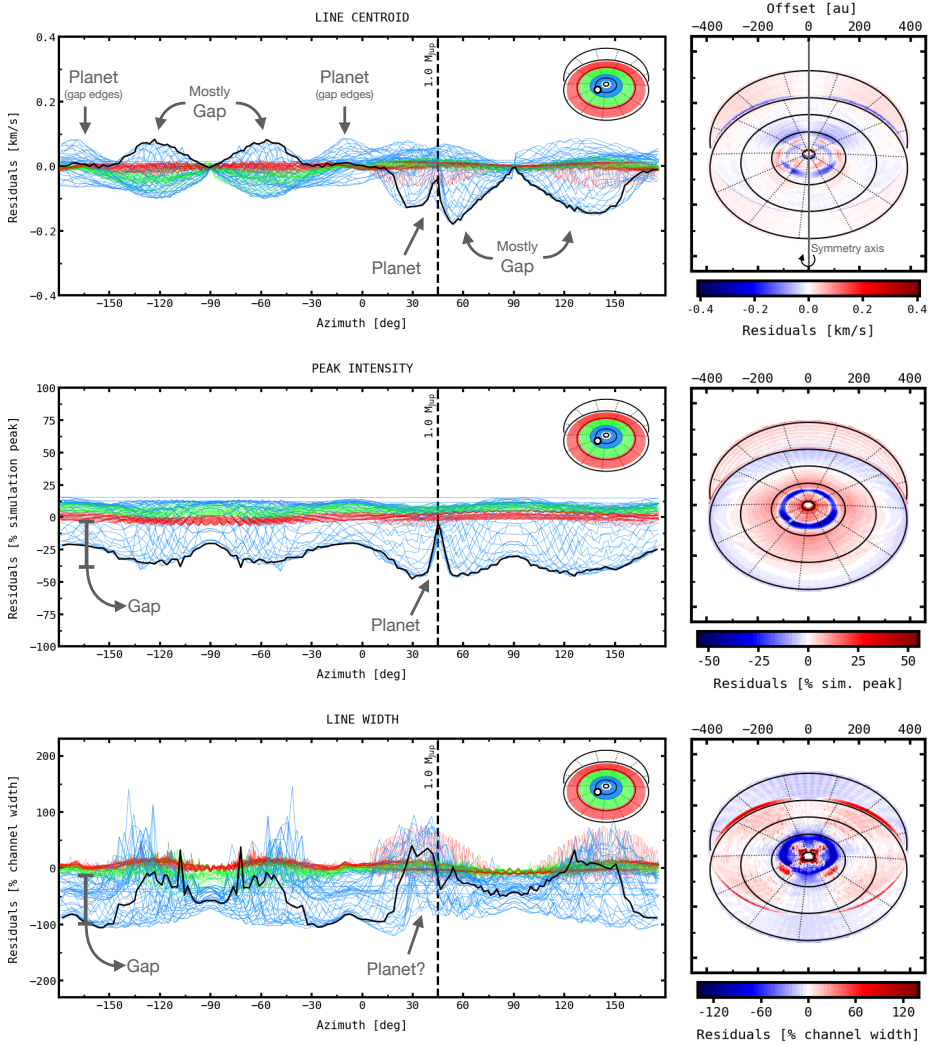 LINE CENTROID
Offset [au]
−400 −200 0 200 400
0.4
0.2
0.0
−0.2
−0.4
Residuals [km/s]
Planet
(gap edges)
Mostly
Gap
Planet
(gap edges)
1.0 MJup
Planet
Mostly
Gap
Symmetry axis
−150 −120 −90 −60 −30 0 30 60 90 120 150
Azimuth [deg]
-0.4 -0.2 0.0 0.2 0.4
Residuals [km/s]
PEAK INTENSITY
−400 −200 0 200 400
100
75
50
25
0
−25
−50
−75
−100
Residuals [% simulation peak]
1.0 MJup
Gap
Planet
−150 −120 −90 −60 −30 0 30 60 90 120 150
Azimuth [deg]
-50 -25 0 25 50
Residuals [% sim. peak]
LINE WIDTH
−400 −200 0 200 400
200
100
0
−100
−200
Residuals [% channel width]
1.0 MJup
Gap
Planet?
−150 −120 −90 −60 −30 0 30 60 90 120 150
Azimuth [deg]
-120 -60 0 60 120
Residuals [% channel width]